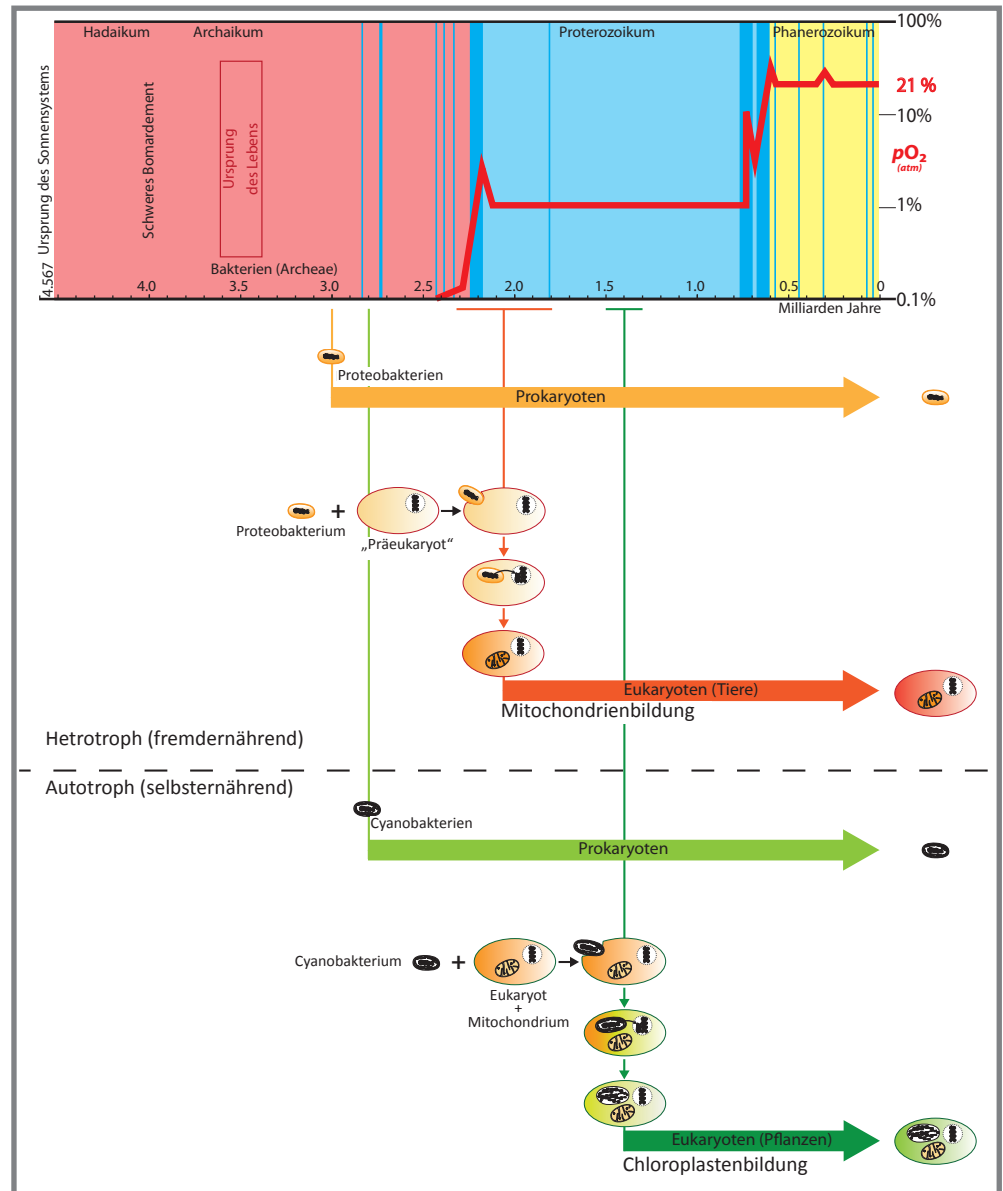 Hadaikum Archaikum Proterozoikum Phanerozoikum
100%
21 %
10%
pO₂
(atm)
1%
0.1%
4.567 Ursprung des Sonnensystems
Schweres Bomardement
Ursprung
des Lebens
Bakterien (Archeae)
4.0 3.5 3.0 2.5 2.0 1.5 1.0 0.5 0
Milliarden Jahre
Proteobakterien
Prokaryoten
+
Proteobakterium
„Präeukaryot“
Eukaryoten (Tiere)
Mitochondrienbildung
Hetrotroph (fremdernährend)
Autotroph (selbsternährend)
Cyanobakterien
Prokaryoten
Cyanobakterium +
Eukaryot
+
Mitochondrium
Eukaryoten (Pflanzen)
Chloroplastenbildung